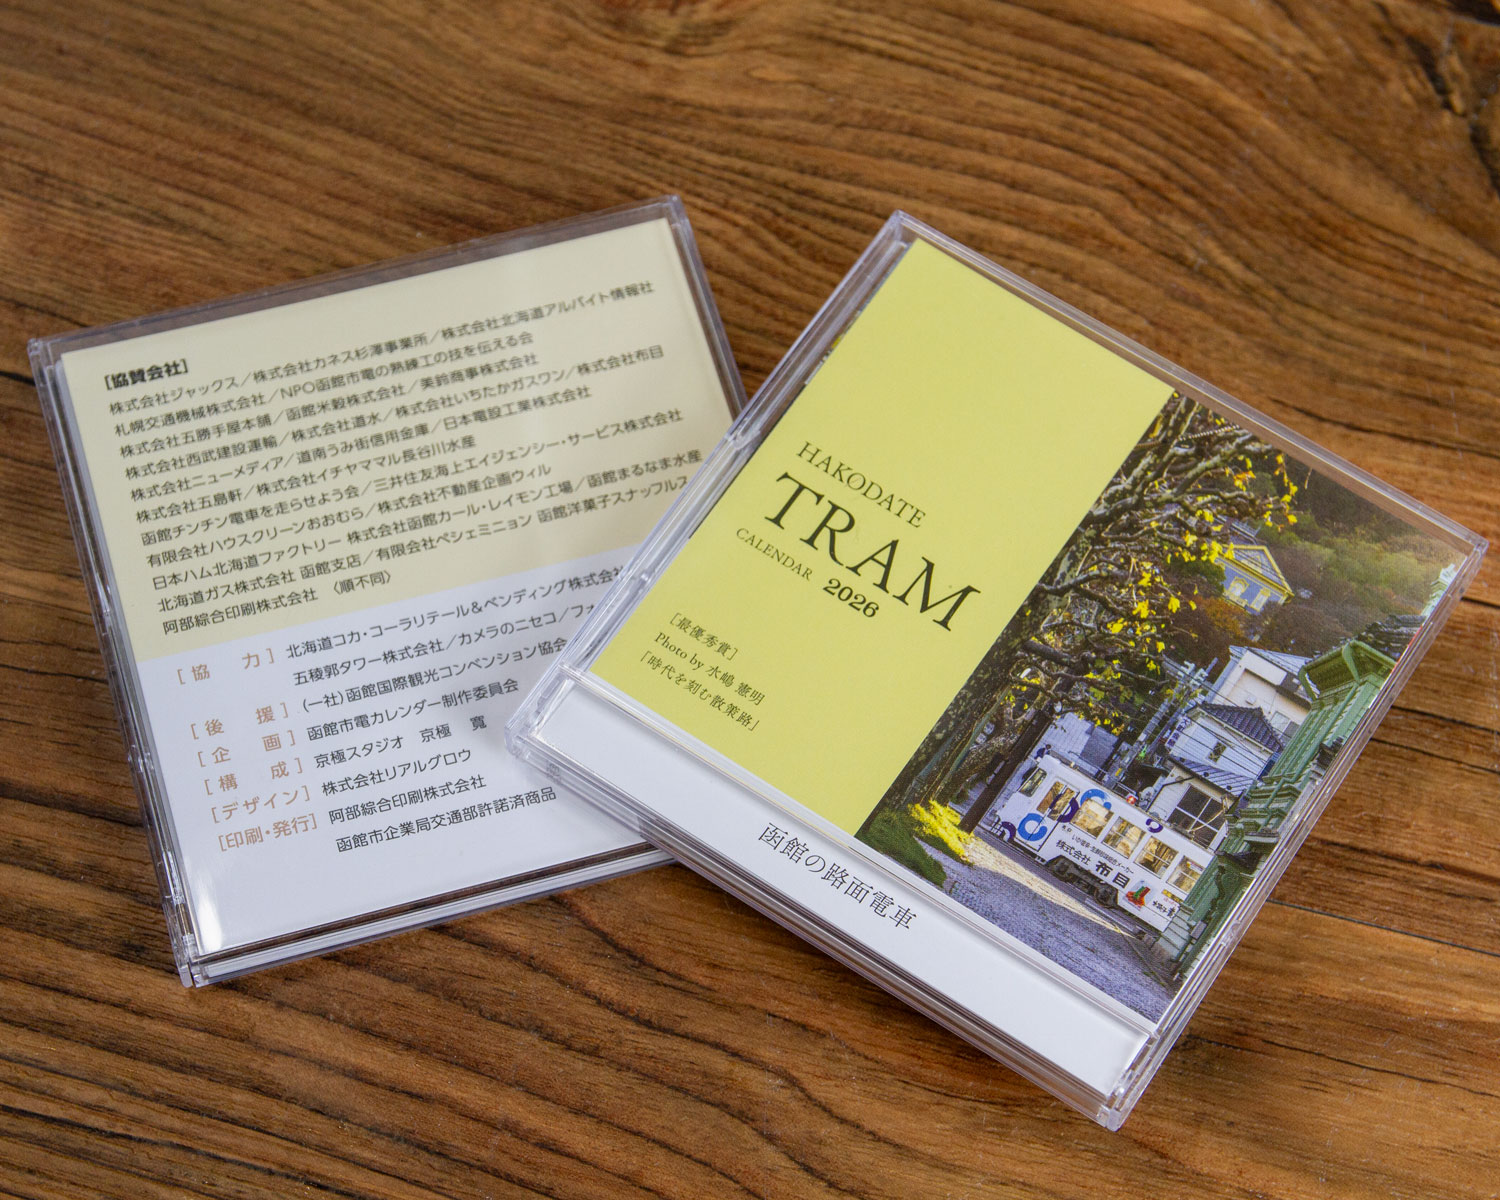 [協賛会社]
株式会社ジャックス／株式会社カネス杉澤事業所／株式会社北海道アルバイト情報社
札幌交通機械株式会社／NPO函館市電の熟練工の技を伝える会
株式会社五勝手屋本舗／函館米穀株式会社／美鈴商事株式会社
株式会社西武建設運輸／株式会社道水／株式会社いちたかガスワン／株式会社布目
株式会社ニューメディア／道南うみ街信用金庫／日本電設工業株式会社
株式会社五島軒／株式会社イチヤママル長谷川水産
函館チンチン電車を走らせよう会／三井住友海上エイジェンシー・サービス株式会社
有限会社ハウスクリーンおおむら／株式会社不動産企画ウィル
日本ハム北海道ファクトリー 株式会社函館カール・レイモン工場／函館まるなま水産
北海道ガス株式会社 函館支店／有限会社ペシェミニョン 函館洋菓子スナッフルス
阿部綜合印刷株式会社 〈順不同〉
[協 力] 北海道コカ・コーラリテール&ベンディング株式会社
五稜郭タワー株式会社／カメラのニセコ／フォ
[後 援] (一社)函館国際観光コンベンション協会
[企 画] 函館市電カレンダー制作委員会
[構 成] 京極スタジオ 京極 寛
[デザイン] 株式会社リアルグロウ
[印刷・発行] 阿部綜合印刷株式会社
函館市企業局交通部許諾済商品
HAKODATE
TRAM
CALENDAR 2026
[最優秀賞]
Photo by 水嶋 憲明
「時代を刻む散策路」
函館の路面電車
株式会社 布目